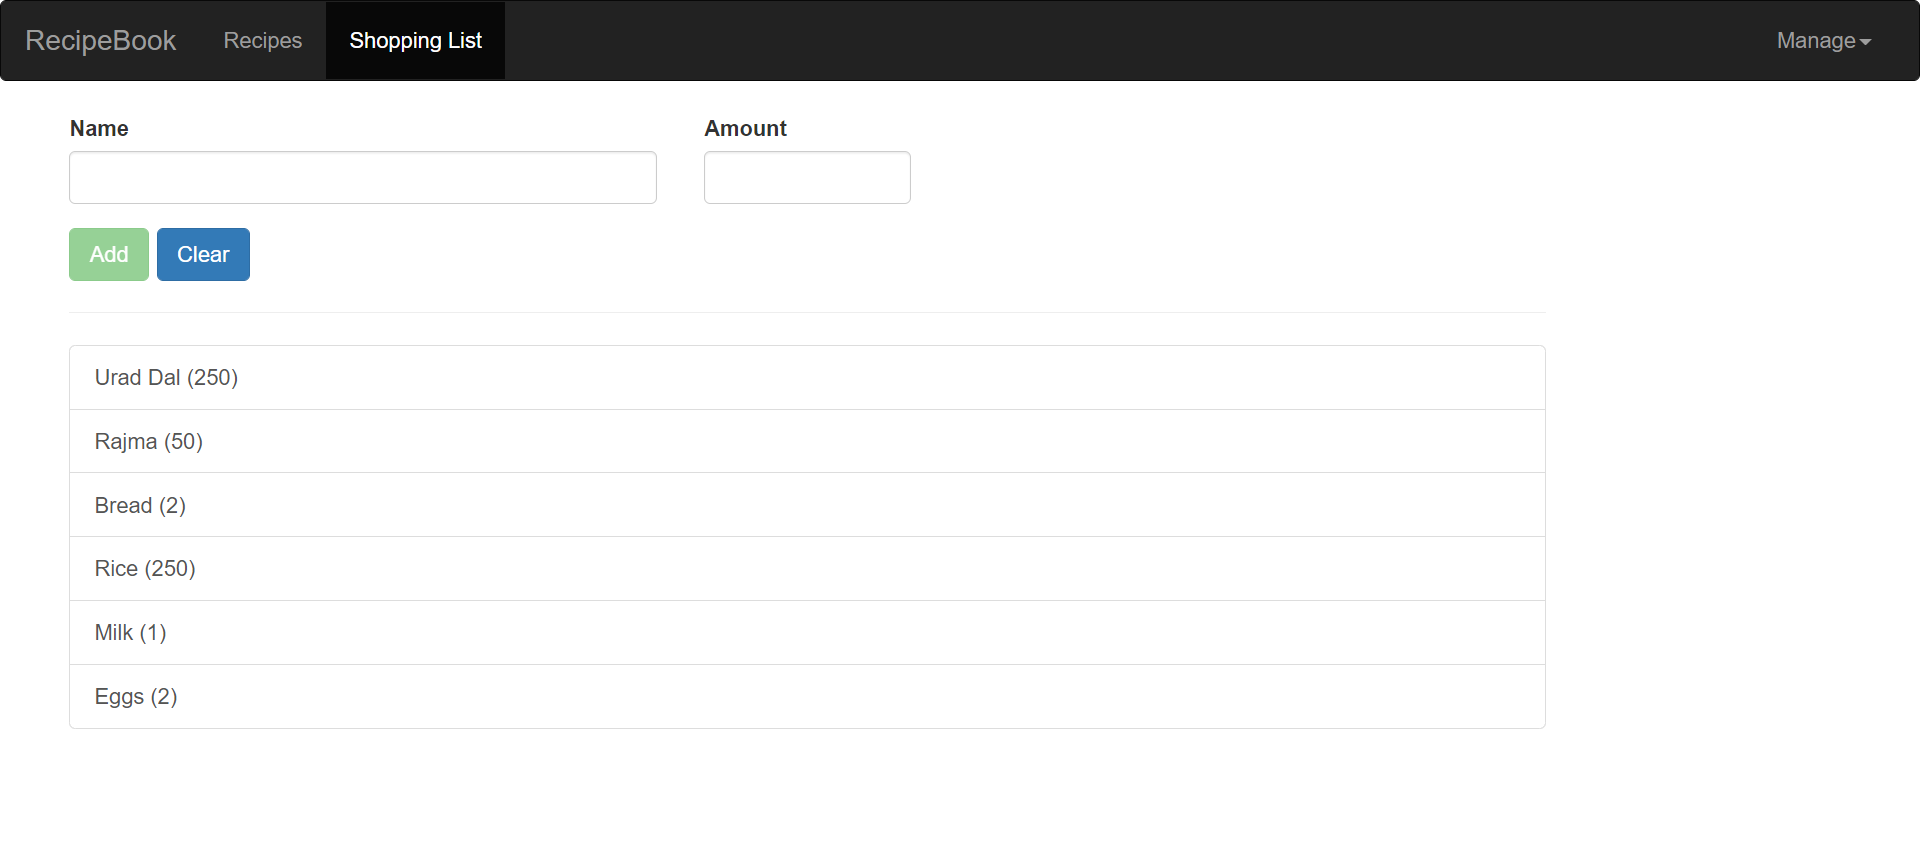 RecipeBook Recipes Shopping List Manage
Name Amount
Add Clear
Urad Dal (250)
Rajma (50)
Bread (2)
Rice (250)
Milk (1)
Eggs (2)